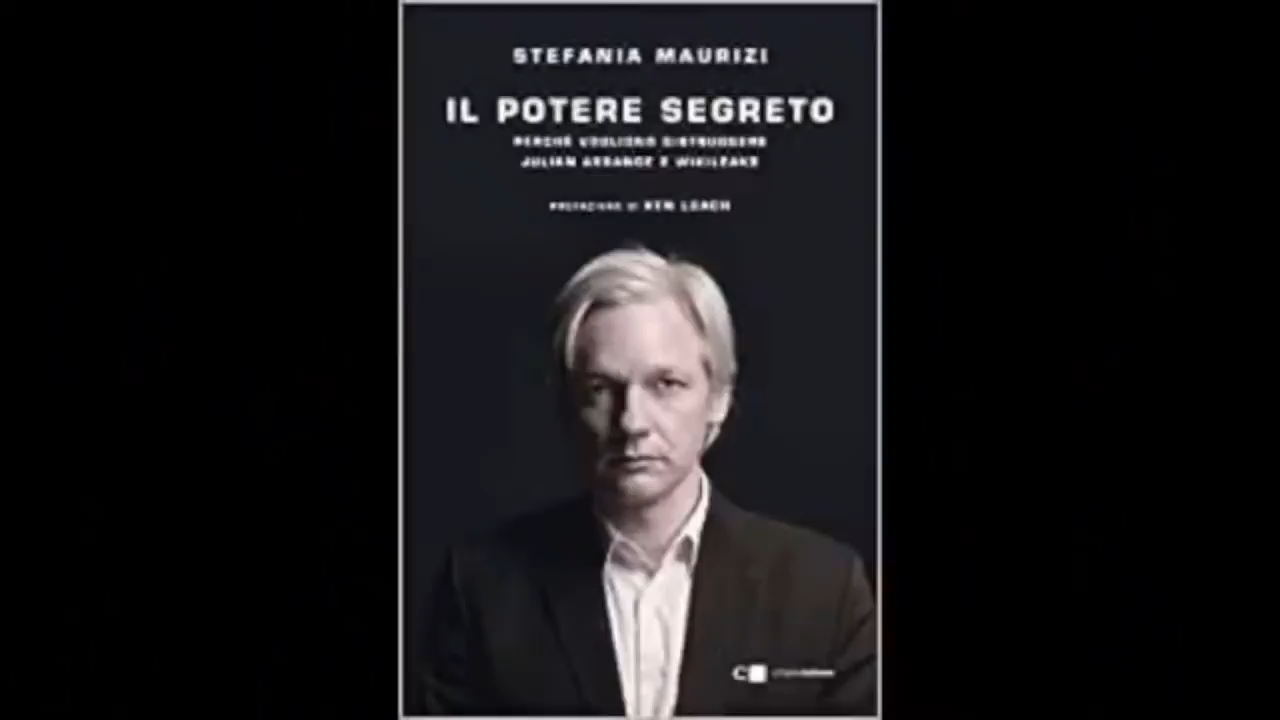 STEFANIA MAURIZI
IL POTERE SEGRETO
PERCHÉ VOGLIONO DISTRUGGERE
JULIAN ASSANGE E WIKILEAKS
PREFAZIONE DI KEN LOACH